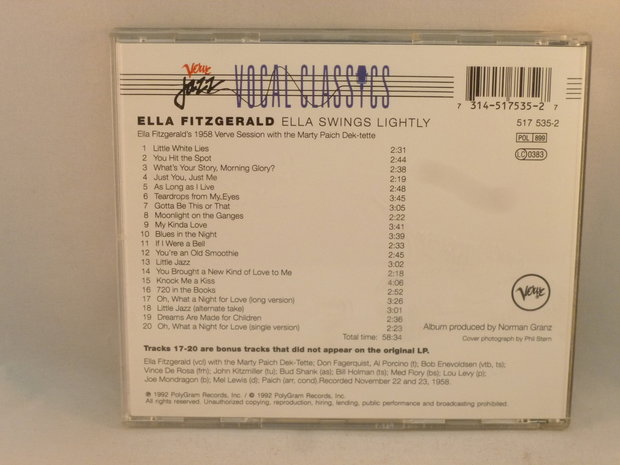 Verve
jazz
VOCAL CLASSICS
7 314-517535-2 7
ELLA FITZGERALD ELLA SWINGS LIGHTLY
517 535-2
Ella Fitzgerald's 1958 Verve Session with the Marty Paich Dek-tette
POL 899
LC 0383
1 Little White Lies 2:31
2 You Hit the Spot 2:44
3 What's Your Story, Morning Glory? 2:38
4 Just You, Just Me 2:19
5 As Long as I Live 2:48
6 Teardrops from My Eyes 3:45
7 Gotta Be This or That 3:05
8 Moonlight on the Ganges 2:22
9 My Kinda Love 3:41
10 Blues in the Night 3:39
11 If I Were a Bell 2:33
12 You're an Old Smoothie 2:45
13 Little Jazz 3:02
14 You Brought a New Kind of Love to Me 2:18
15 Knock Me a Kiss 4:06
16 720 in the Books 2:52
17 Oh, What a Night for Love (long version) 3:26
18 Little Jazz (alternate take) 3:01
19 Dreams Are Made for Children 2:36
20 Oh, What a Night for Love (single version) 2:23
Total time: 58:34
Verve
Album produced by Norman Granz
Cover photograph by Phil Stern
Tracks 17-20 are bonus tracks that did not appear on the original LP.
Ella Fitzgerald (vcl) with the Marty Paich Dek-Tette; Don Fagerquist, Al Porcino (t); Bob Enevoldsen (vtb, ts);
Vince De Rosa (frh); John Kitzmiller (tu); Bud Shank (as); Bill Holman (ts); Med Flory (bs); Lou Levy (p);
Joe Mondragon (b); Mel Lewis (d); Paich (arr, cond). Recorded November 22 and 23, 1958.
℗ 1992 PolyGram Records, Inc. / © 1992 PolyGram Records, Inc.
All rights reserved. Unauthorized copying, reproduction, hiring, lending, public performance and broadcasting prohibited.